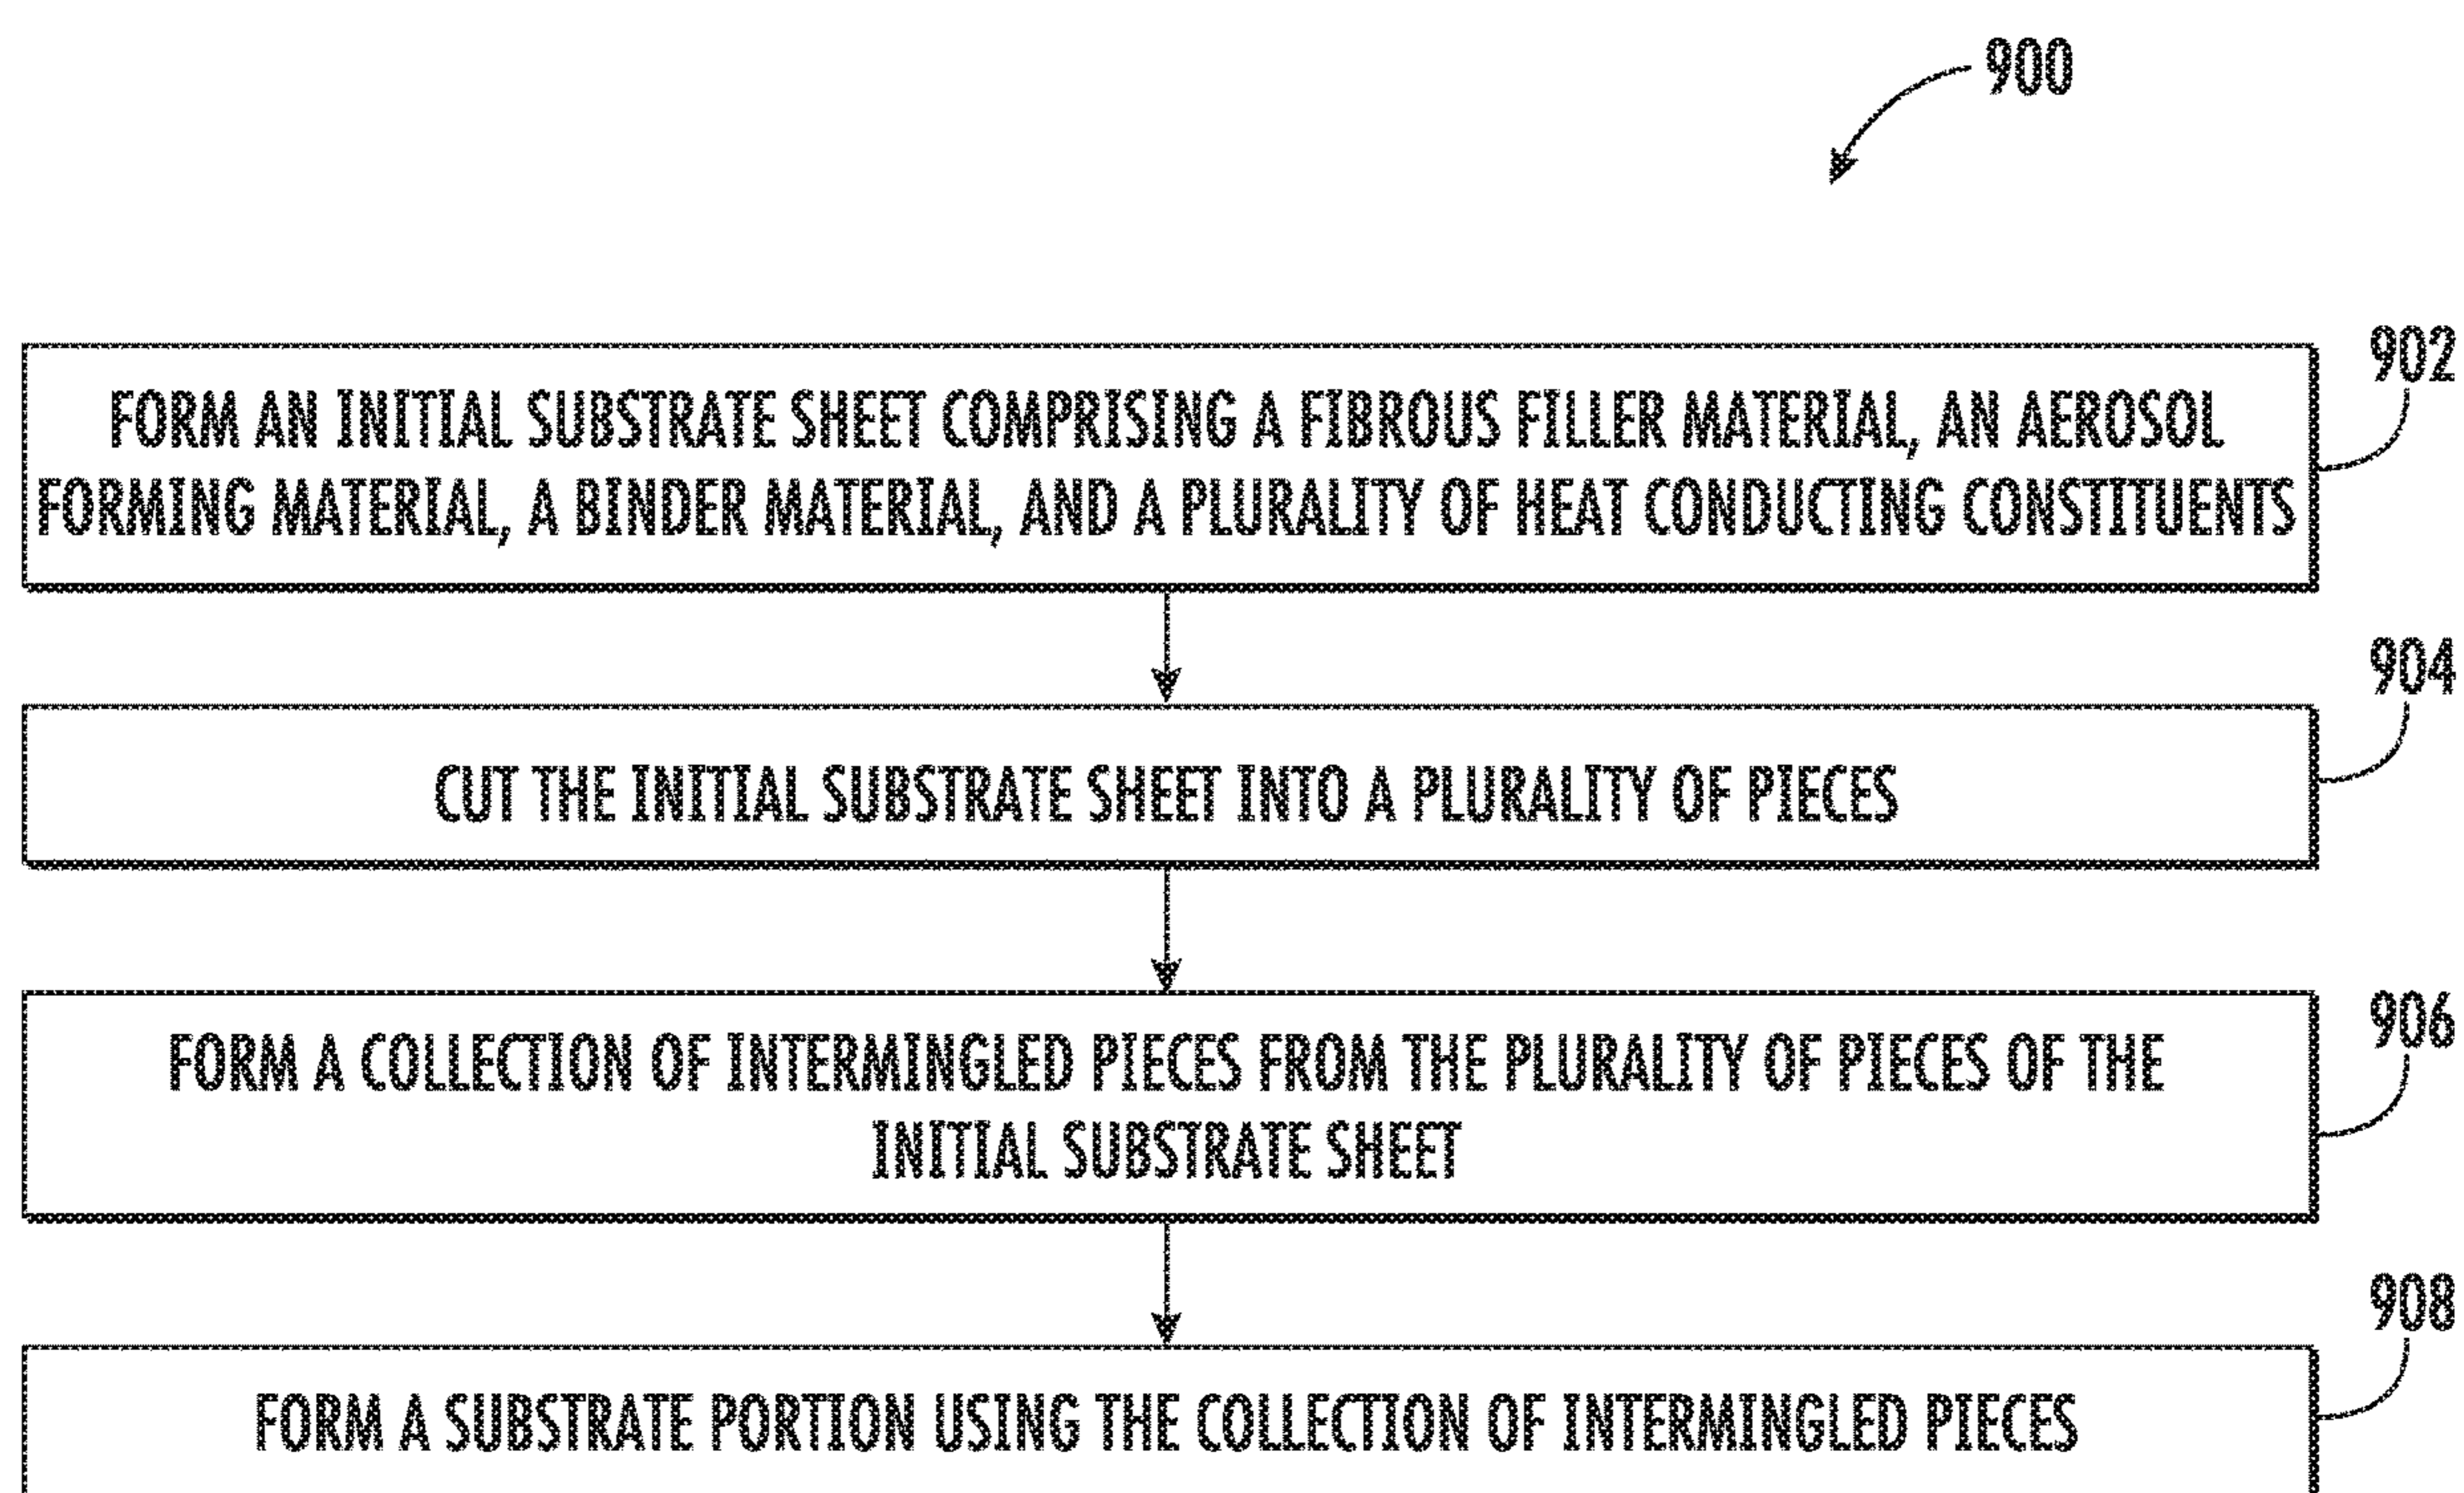 900
902
FORM AN INITIAL SUBSTRATE SHEET COMPRISING A FIBROUS FILLER MATERIAL, AN AEROSOL
FORMING MATERIAL, A BINDER MATERIAL, AND A PLURALITY OF HEAT CONDUCTING CONSTITUENTS
904
CUT THE INITIAL SUBSTRATE SHEET INTO A PLURALITY OF PIECES
906
FORM A COLLECTION OF INTERMINGLED PIECES FROM THE PLURALITY OF PIECES OF THE
INITIAL SUBSTRATE SHEET
908
FORM A SUBSTRATE PORTION USING THE COLLECTION OF INTERMINGLED PIECES